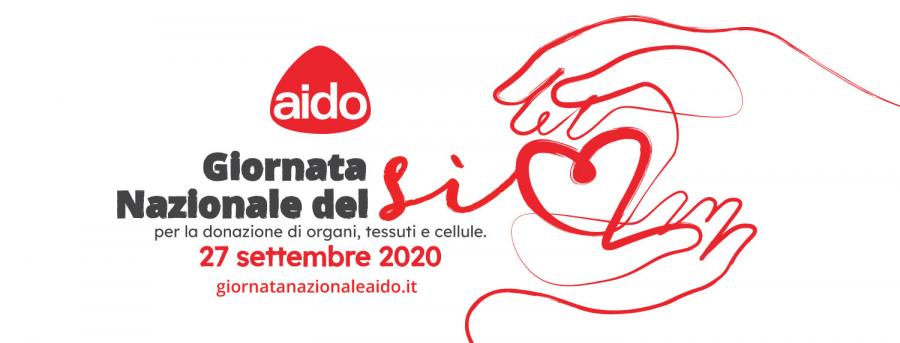 aido
Giornata
Nazionale del sì
per la donazione di organi, tessuti e cellule.
27 settembre 2020
giornatanazionaleaido.it